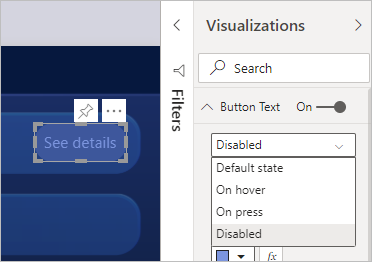 Visualizations
Search
Filters
Button Text On
See details
Disabled
Default state
On hover
On press
Disabled
fx